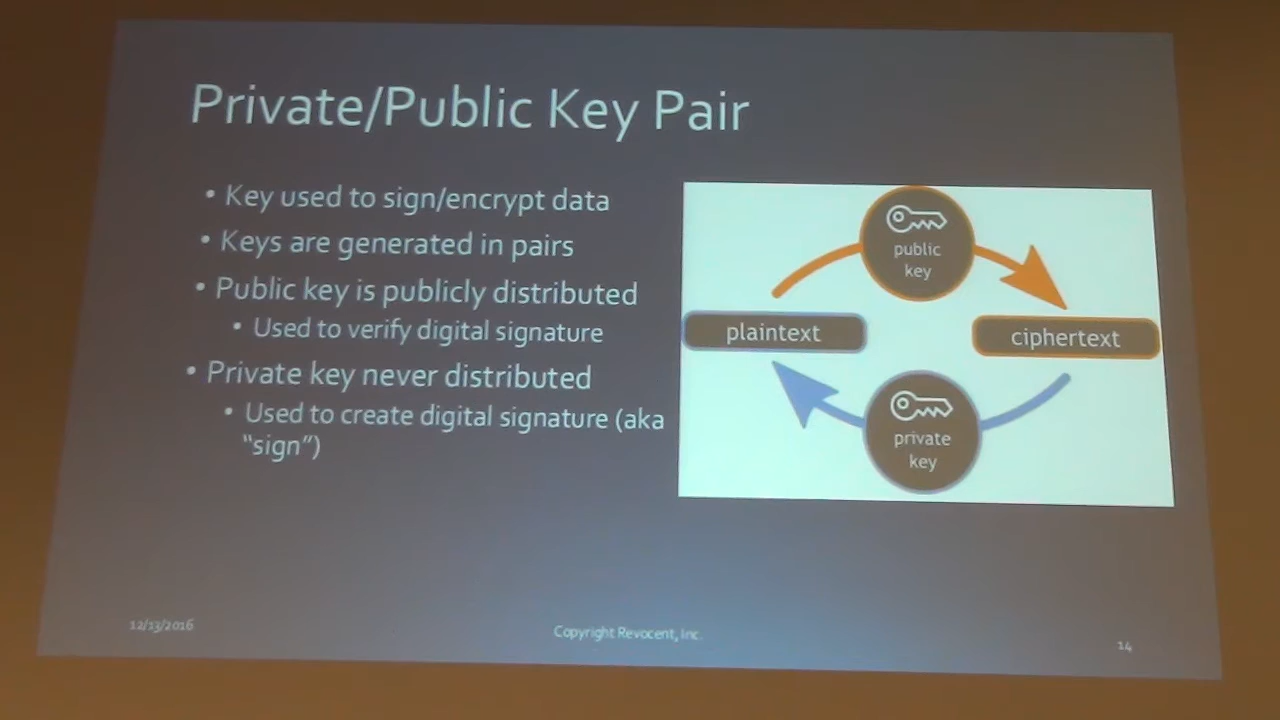 Private/Public Key Pair
• Key used to sign/encrypt data
• Keys are generated in pairs
• Public key is publicly distributed
• Used to verify digital signature
• Private key never distributed
• Used to create digital signature (aka
"sign")
public
key
plaintext
ciphertext
private
key
12/13/2016
Copyright Revocent, Inc.
14